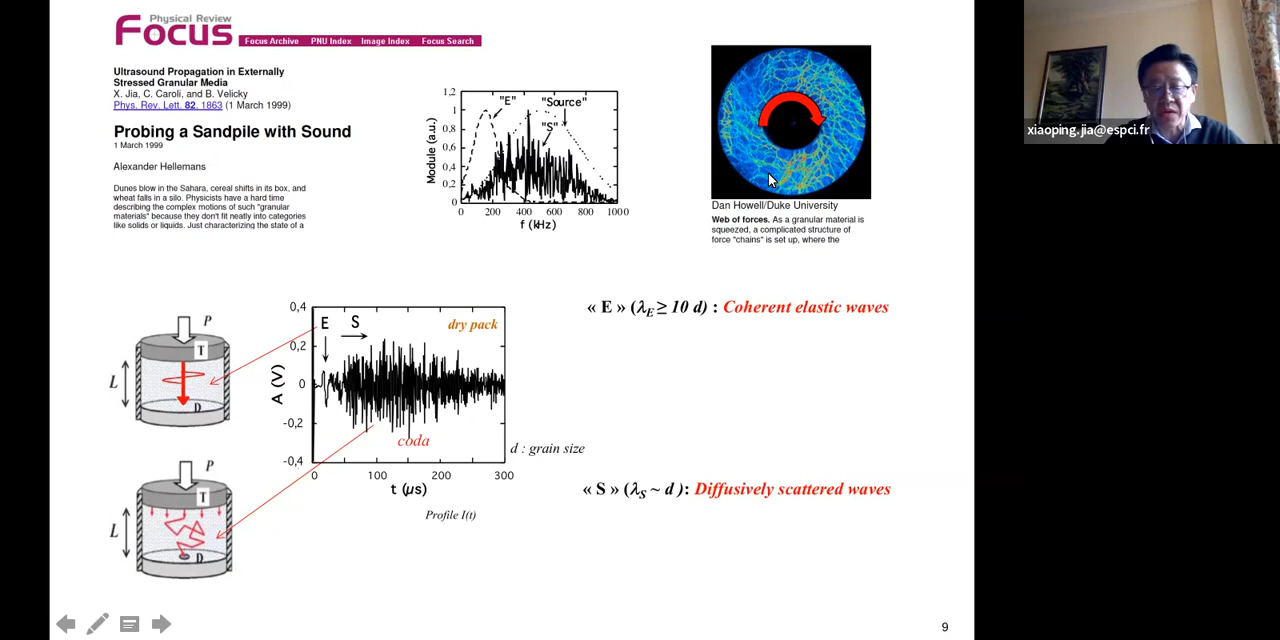 Physical Review
Focus
Focus Archive PNU Index Image Index Focus Search
Ultrasound Propagation in Externally
Stressed Granular Media
X. Jia, C. Caroli, and B. Velicky
Phys. Rev. Lett. 82, 1863 (1 March 1999)
Probing a Sandpile with Sound
1 March 1999
Alexander Hellemans
Dunes blow in the Sahara, cereal shifts in its box, and
wheat falls in a silo. Physicists have a hard time
describing the complex motions of such "granular
materials" because they don't fit neatly into categories
like solids or liquids. Just characterizing the state of a
1,2
1
0,8
0,6
0,4
0,2
0
Module (a.u.)
"E"
"Source"
"S"
0 200 400 600 800 1000
f (kHz)
Dan Howell/Duke University
Web of forces. As a granular material is
squeezed, a complicated structure of
force "chains" is set up, where the
xiaoping.jia@espci.fr
P
T
L
D
0,4
0,2
0
-0,2
-0,4
A (V)
E S
dry pack
coda
0 100 200 300
t (µs)
Profile I(t)
d : grain size
« E » (λE ≥ 10 d) : Coherent elastic waves
« S » (λS ~ d ): Diffusively scattered waves
P
T
L
D
9